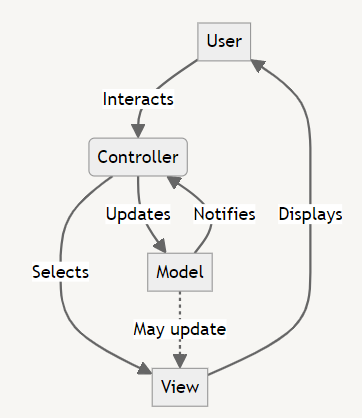 User
Interacts
Controller
Updates
Notifies
Displays
Selects
Model
May update
View